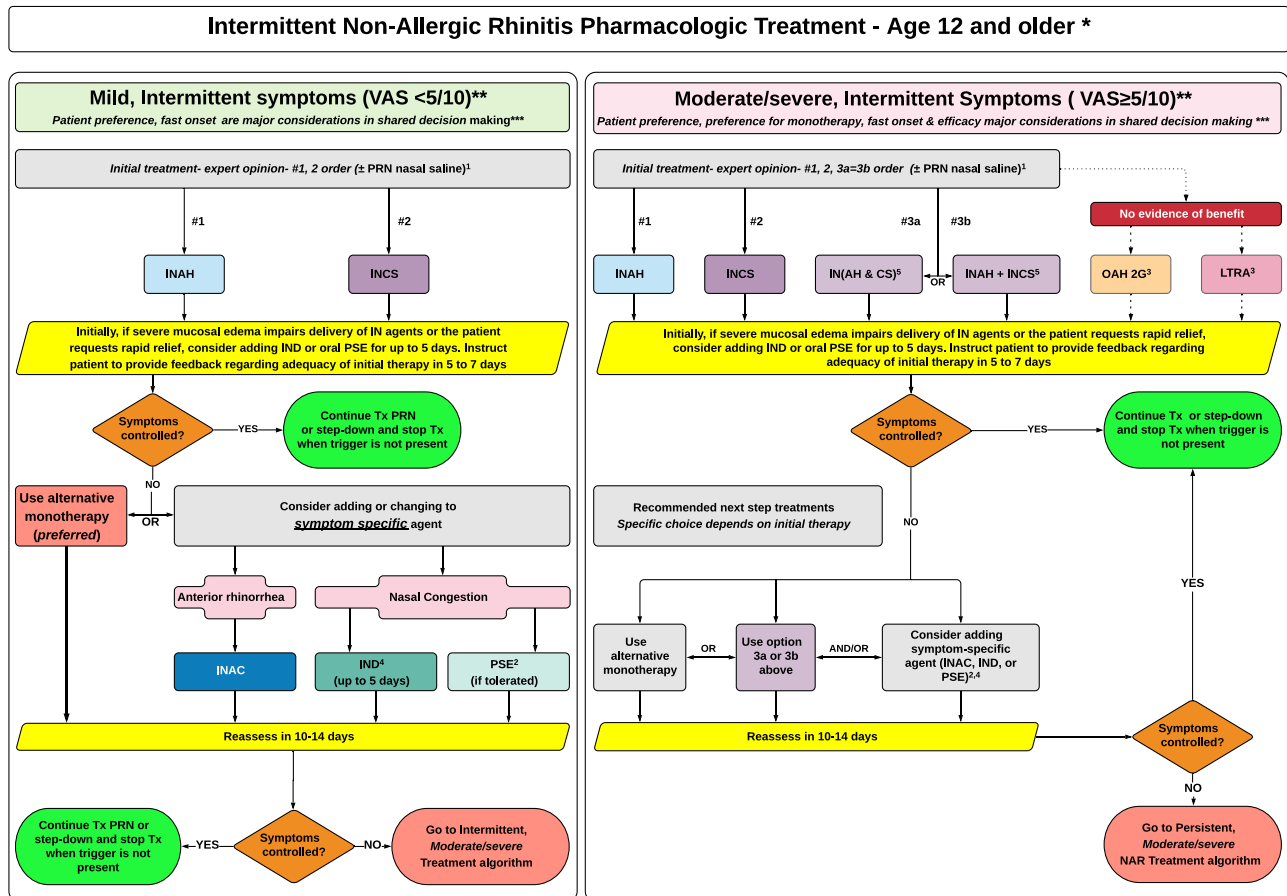 Intermittent Non-Allergic Rhinitis Pharmacologic Treatment - Age 12 and older *
Mild, Intermittent symptoms (VAS <5/10)**
Patient preference, fast onset are major considerations in shared decision making***
Initial treatment- expert opinion- #1, 2 order (± PRN nasal saline)¹
#1
#2
INAH
INCS
Initially, if severe mucosal edema impairs delivery of IN agents or the patient
requests rapid relief, consider adding IND or oral PSE for up to 5 days. Instruct
patient to provide feedback regarding adequacy of initial therapy in 5 to 7 days
Symptoms
controlled?
YES
Continue Tx PRN
or step-down and stop Tx
when trigger is not present
NO
Use alternative
monotherapy
(preferred)
OR
Consider adding or changing to
symptom specific agent
Anterior rhinorrhea
Nasal Congestion
INAC
IND⁴
(up to 5 days)
PSE²
(if tolerated)
Reassess in 10-14 days
Continue Tx PRN or
step-down and stop Tx
when trigger is not
present
YES
Symptoms
controlled?
NO
Go to Intermittent,
Moderate/severe
Treatment algorithm
Moderate/severe, Intermittent Symptoms ( VAS≥5/10)**
Patient preference, preference for monotherapy, fast onset & efficacy major considerations in shared decision making ***
Initial treatment- expert opinion- #1, 2, 3a=3b order (± PRN nasal saline)¹
#1
#2
#3a
#3b
No evidence of benefit
INAH
INCS
IN(AH & CS)⁵
OR
INAH + INCS⁵
OAH 2G³
LTRA³
Initially, if severe mucosal edema impairs delivery of IN agents or the patient requests rapid relief,
consider adding IND or oral PSE for up to 5 days. Instruct patient to provide feedback regarding
adequacy of initial therapy in 5 to 7 days
Symptoms
controlled?
YES
Continue Tx or step-down
and stop Tx when trigger is
not present
Recommended next step treatments
Specific choice depends on initial therapy
NO
YES
Use
alternative
monotherapy
OR
Use option
3a or 3b
above
AND/OR
Consider adding
symptom-specific
agent (INAC, IND, or
PSE)²,⁴
Reassess in 10-14 days
Symptoms
controlled?
NO
Go to Persistent,
Moderate/severe
NAR Treatment algorithm